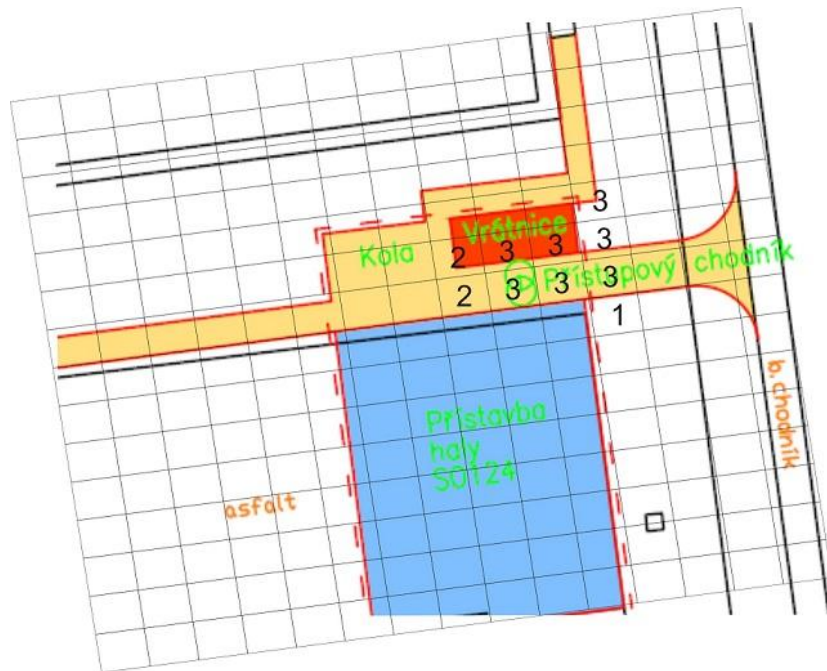 3
Vrátnice
3
Kola
2 3 3
Přístupový chodník
2 3 3 3
1
b.chodník
Přístavba
haly
SO124
asfalt